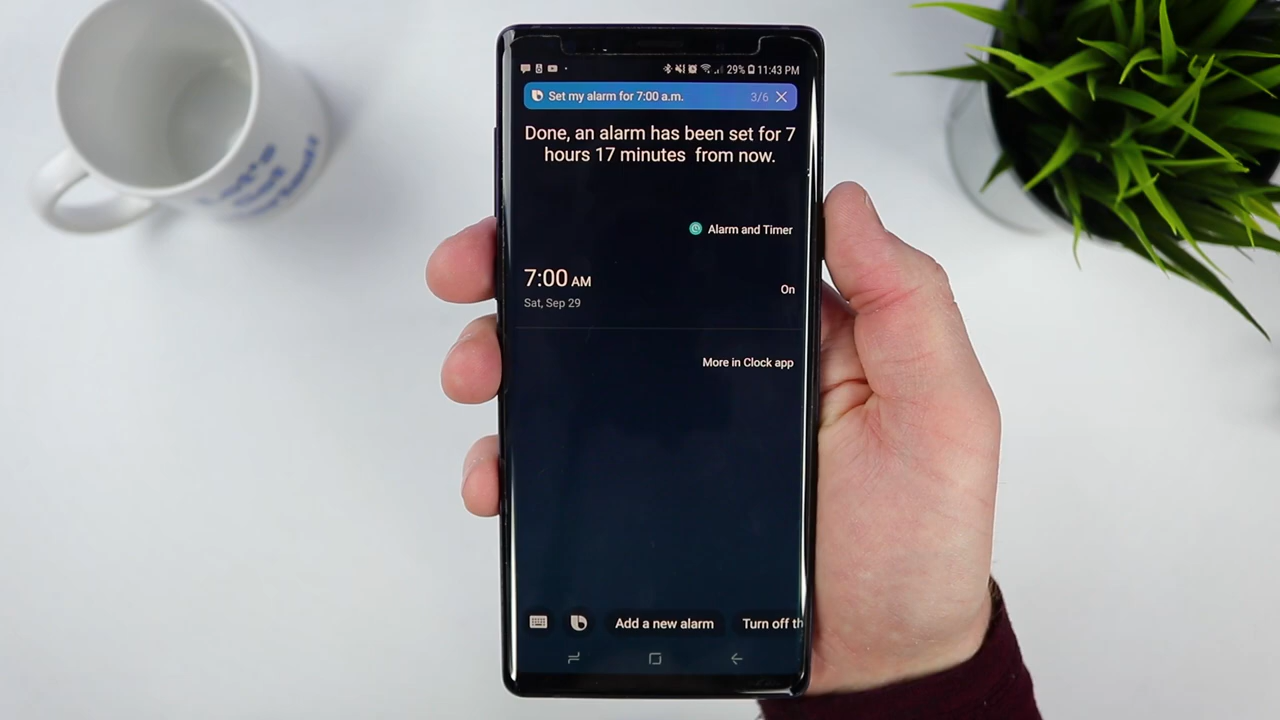 29% 11:43 PM
Set my alarm for 7:00 a.m. 3/6
Done, an alarm has been set for 7
hours 17 minutes from now.
Alarm and Timer
7:00 AM
On
Sat, Sep 29
More in Clock app
Add a new alarm Turn off th